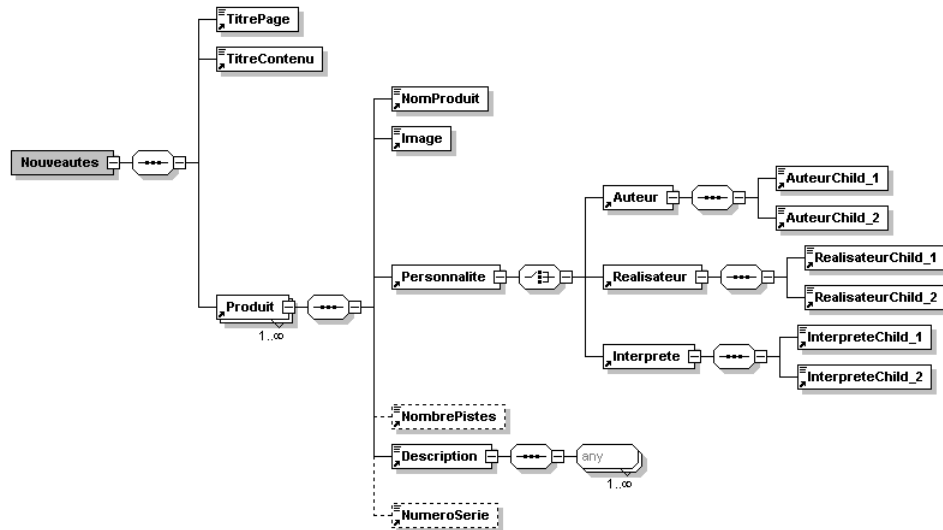 TitrePage
TitreContenu
Nouveautes
Produit
1..∞
NomProduit
Image
Personnalite
Auteur
AuteurChild_1
AuteurChild_2
Realisateur
RealisateurChild_1
RealisateurChild_2
Interprete
InterpreteChild_1
InterpreteChild_2
NombrePistes
Description
any
1..∞
NumeroSerie